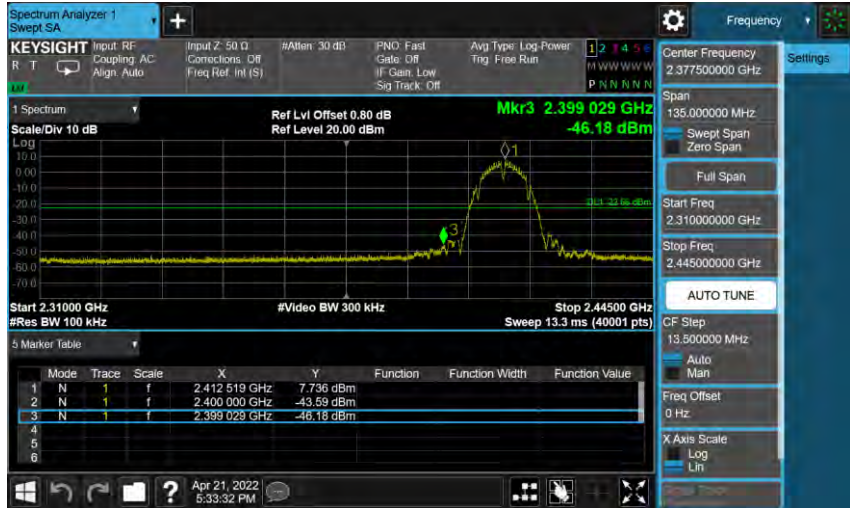 Spectrum Analyzer 1
Swept SA
+
Frequency
KEYSIGHT
R T
Input: RF
Coupling: AC
Align: Auto
Input Z: 50 Ω
Corrections: Off
Freq Ref: Int (S)
#Atten: 30 dB
PNO: Fast
Gate: Off
IF Gain: Low
Sig Track: Off
Avg Type: Log-Power
Trig: Free Run
1 2 3 4 5 6
M W W W W W
P N N N N N
1 Spectrum
Scale/Div 10 dB
Ref Lvl Offset 0.80 dB
Ref Level 20.00 dBm
Mkr3 2.399 029 GHz
-46.18 dBm
Log
10.0
0.00
-10.0
-20.0
-30.0
-40.0
-50.0
-60.0
-70.0
1
3
Start 2.31000 GHz
#Res BW 100 kHz
#Video BW 300 kHz
Stop 2.44500 GHz
Sweep 13.3 ms (40001 pts)
5 Marker Table
Mode Trace Scale X Y Function Function Width Function Value
1 N 1 f 2.412 519 GHz 7.736 dBm
2 N 1 f 2.400 000 GHz -43.59 dBm
3 N 1 f 2.399 029 GHz -46.18 dBm
4
5
6
?
Apr 21, 2022
5:33:32 PM
Center Frequency
2.377500000 GHz
Settings
Span
135.000000 MHz
Swept Span
Zero Span
Full Span
Start Freq
2.310000000 GHz
Stop Freq
2.445000000 GHz
AUTO TUNE
CF Step
13.500000 MHz
Auto
Man
Freq Offset
0 Hz
X Axis Scale
Log
Lin